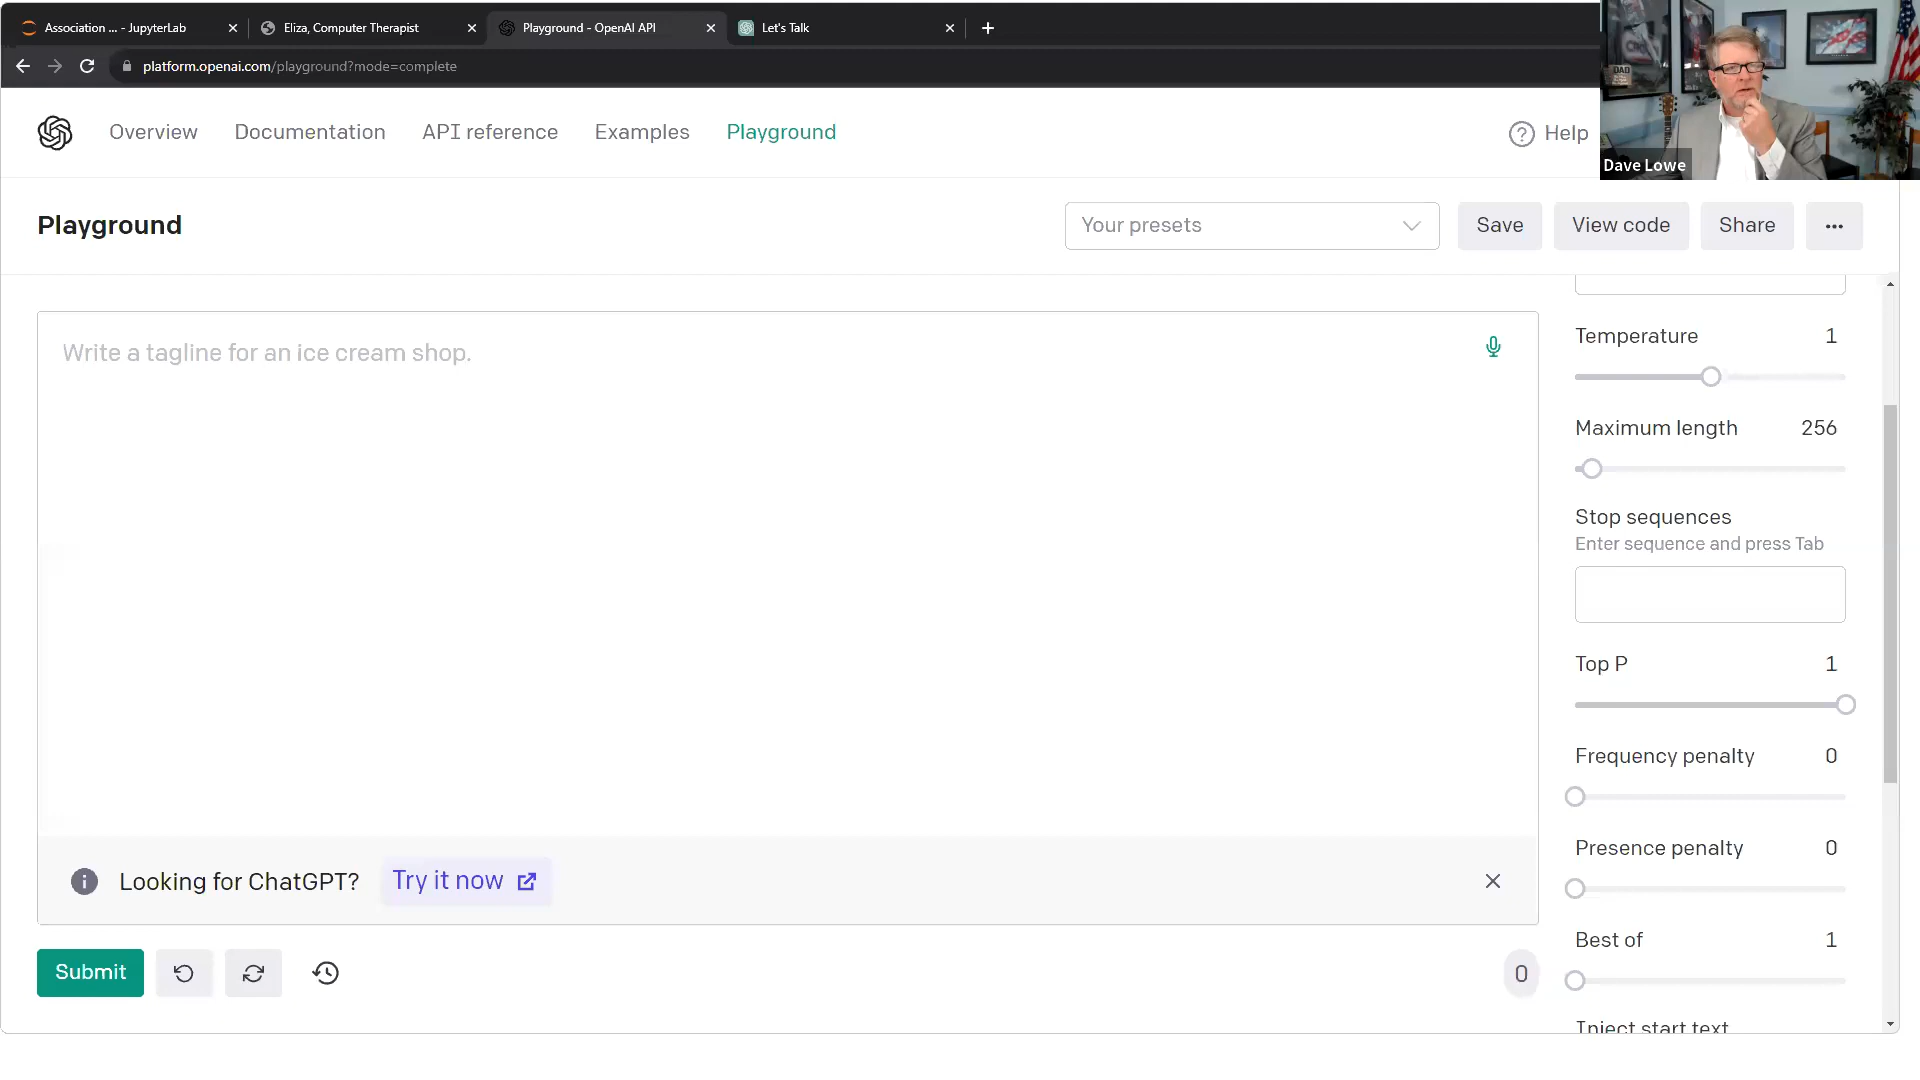 Association ... - JupyterLab
Eliza, Computer Therapist
Playground - OpenAI API
Let's Talk
platform.openai.com/playground?mode=complete
DAD
Dave Lowe
Overview
Documentation
API reference
Examples
Playground
Help
Playground
Your presets
Save
View code
Share
Write a tagline for an ice cream shop.
Looking for ChatGPT?
Try it now
Submit
0
Temperature 1
Maximum length 256
Stop sequences
Enter sequence and press Tab
Top P 1
Frequency penalty 0
Presence penalty 0
Best of 1
Inject start text